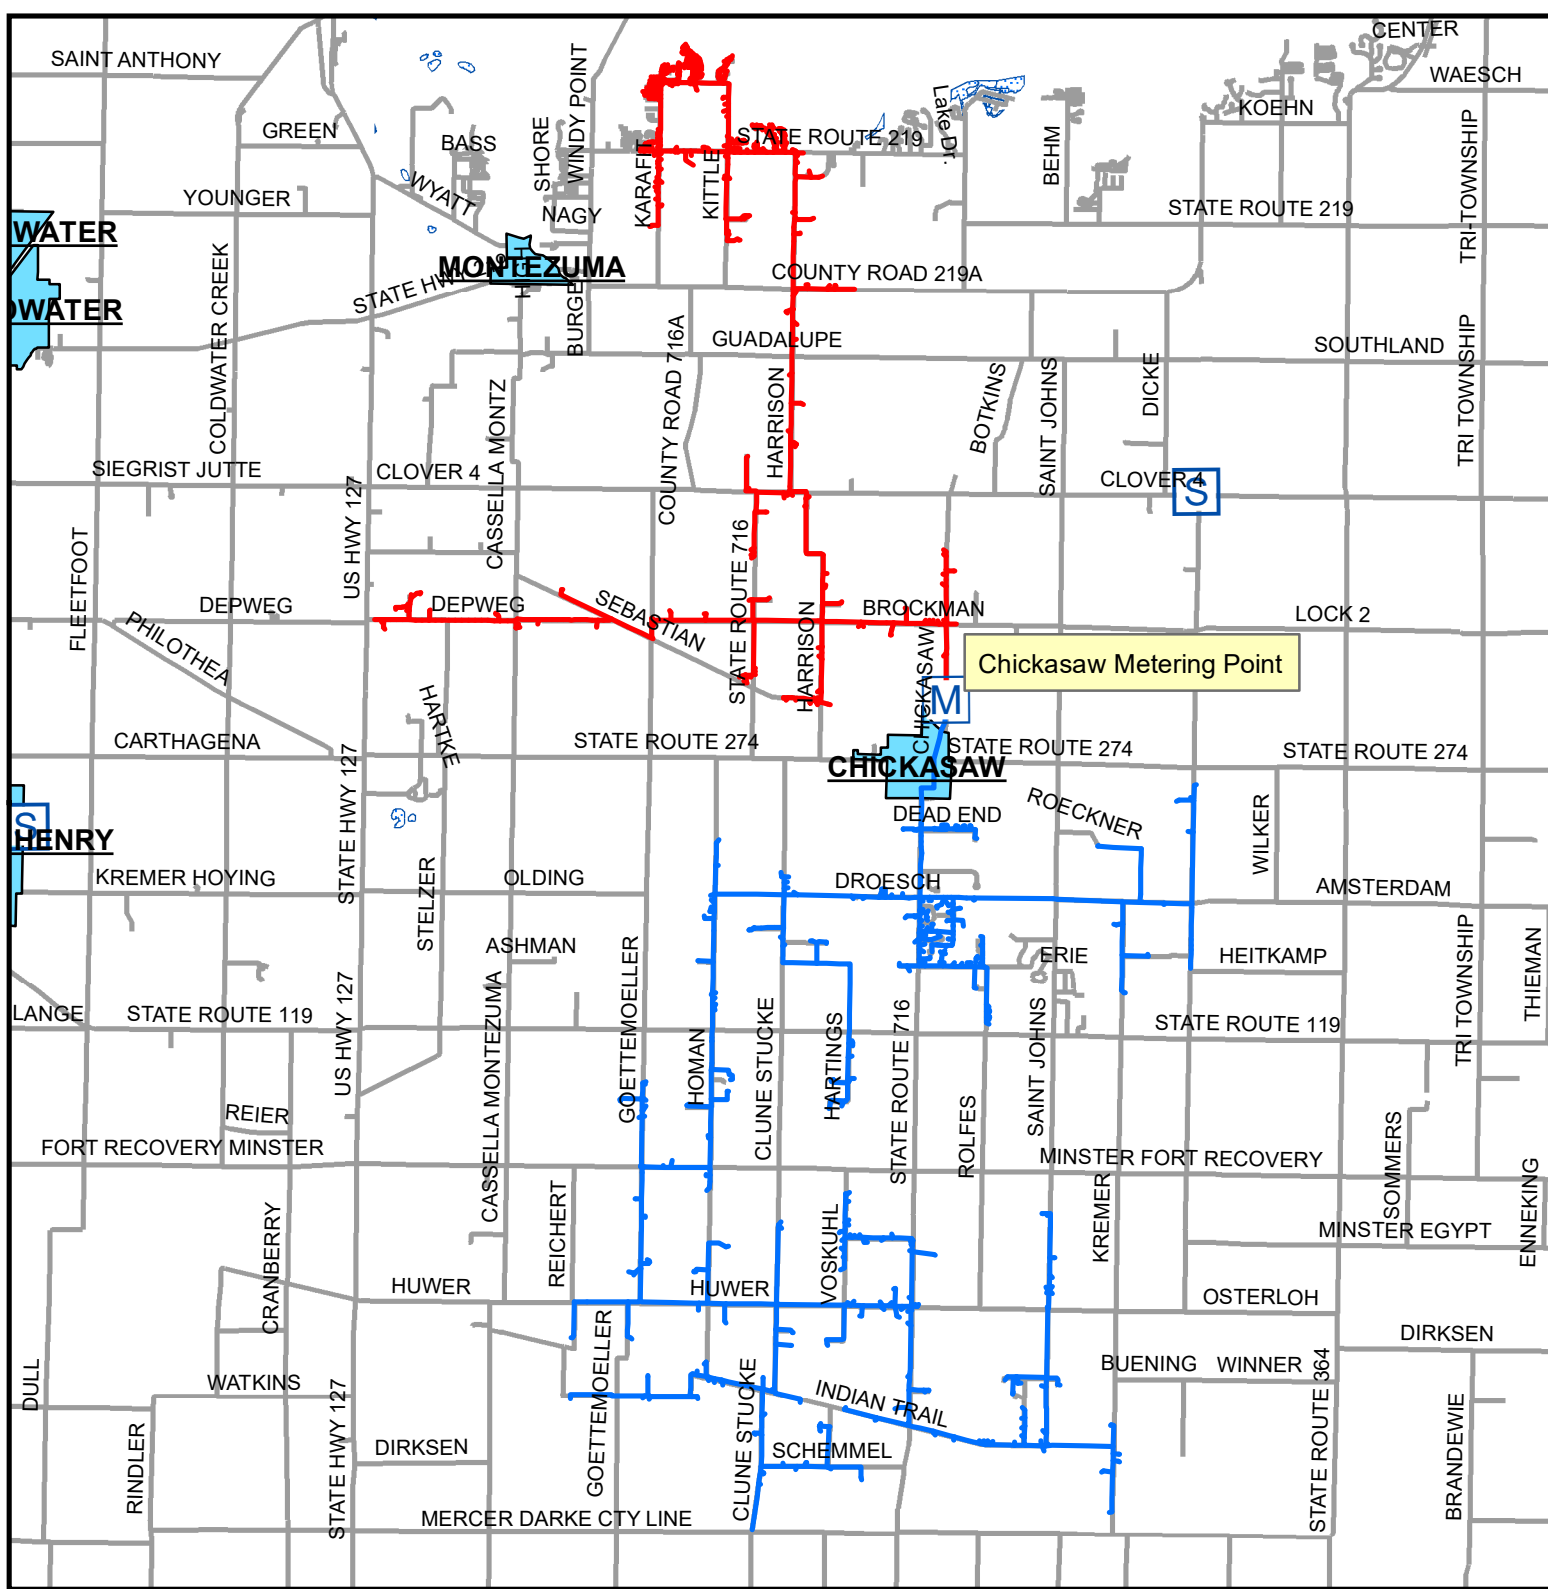 CENTER
SAINT ANTHONY
WAESCH
WINDY POINT
KOEHN
Lake Dr.
TRI-TOWNSHIP
GREEN
BASS
SHORE
STATE ROUTE 219
BEHM
KARAFIT
KITTLE
YOUNGER
WYATT
NAGY
STATE ROUTE 219
WATER
MONTEZUMA
COUNTY ROAD 219A
COLDWATER CREEK
STATE HWY
DWATER
BURGE
COUNTY ROAD 716A
GUADALUPE
SOUTHLAND
TRI TOWNSHIP
HARRISON
BOTKINS
SAINT JOHNS
DICKE
CASSELLA MONTZ
SIEGRIST JUTTE
CLOVER 4
CLOVER 4
S
US HWY 127
FLEETFOOT
STATE ROUTE 716
DEPWEG
DEPWEG
SEBASTIAN
BROCKMAN
LOCK 2
PHILOTHEA
HARRISON
CHICKASAW
Chickasaw Metering Point
M
HARTKE
CARTHAGENA
STATE ROUTE 274
STATE ROUTE 274
STATE ROUTE 274
CHICKASAW
STATE HWY 127
S
HENRY
DEAD END
ROECKNER
WILKER
KREMER HOYING
OLDING
DROESCH
AMSTERDAM
STELZER
ASHMAN
GOETTEMOELLER
ERIE
HEITKAMP
TRI TOWNSHIP
THIEMAN
LANGE
STATE ROUTE 119
US HWY 127
CASSELLA MONTEZUMA
HOMAN
CLUNE STUCKE
HARTINGS
STATE ROUTE 716
SAINT JOHNS
STATE ROUTE 119
REIER
ROLFES
SOMMERS
FORT RECOVERY MINSTER
MINSTER FORT RECOVERY
CRANBERRY
REICHERT
VOSKUHL
KREMER
MINSTER EGYPT
ENNEKING
HUWER
HUWER
OSTERLOH
DIRKSEN
DULL
GOETTEMOELLER
BUENING
WINNER
STATE ROUTE 364
WATKINS
CLUNE STUCKE
INDIAN TRAIL
BRANDEWIE
RINDLER
STATE HWY 127
DIRKSEN
SCHEMMEL
MERCER DARKE CTY LINE